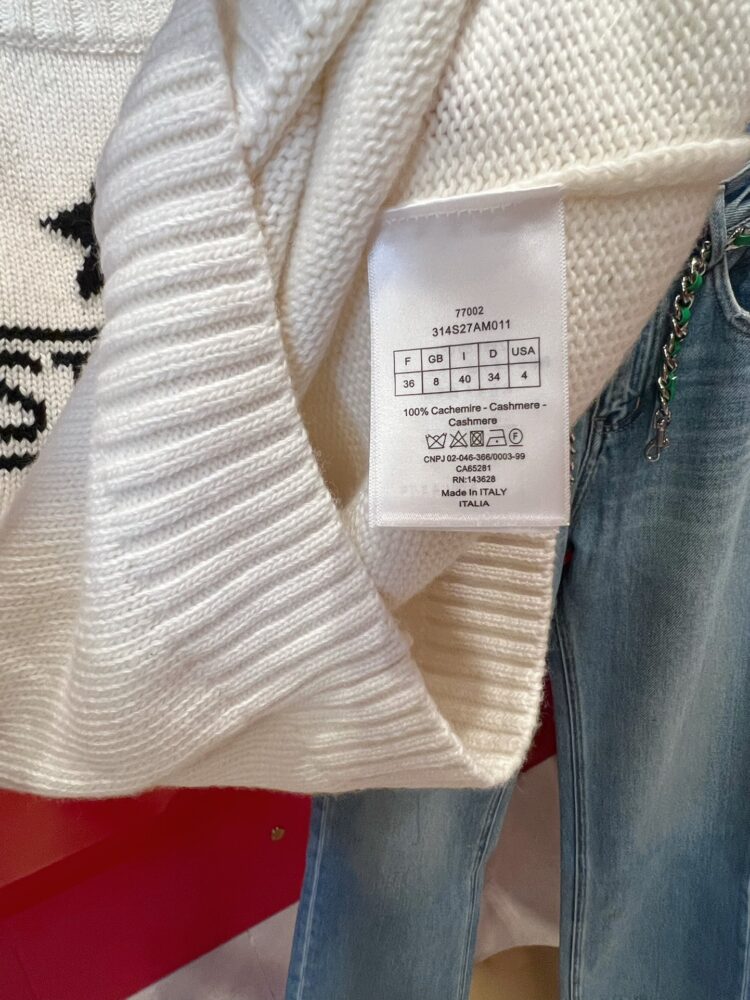 77002
314S27AM011
F GB I D USA
36 8 40 34 4
100% Cachemire - Cashmere -
Cashmere
CNPJ 02-046-366/0003-99
CA65281
RN:143628
Made In ITALY
ITALIA